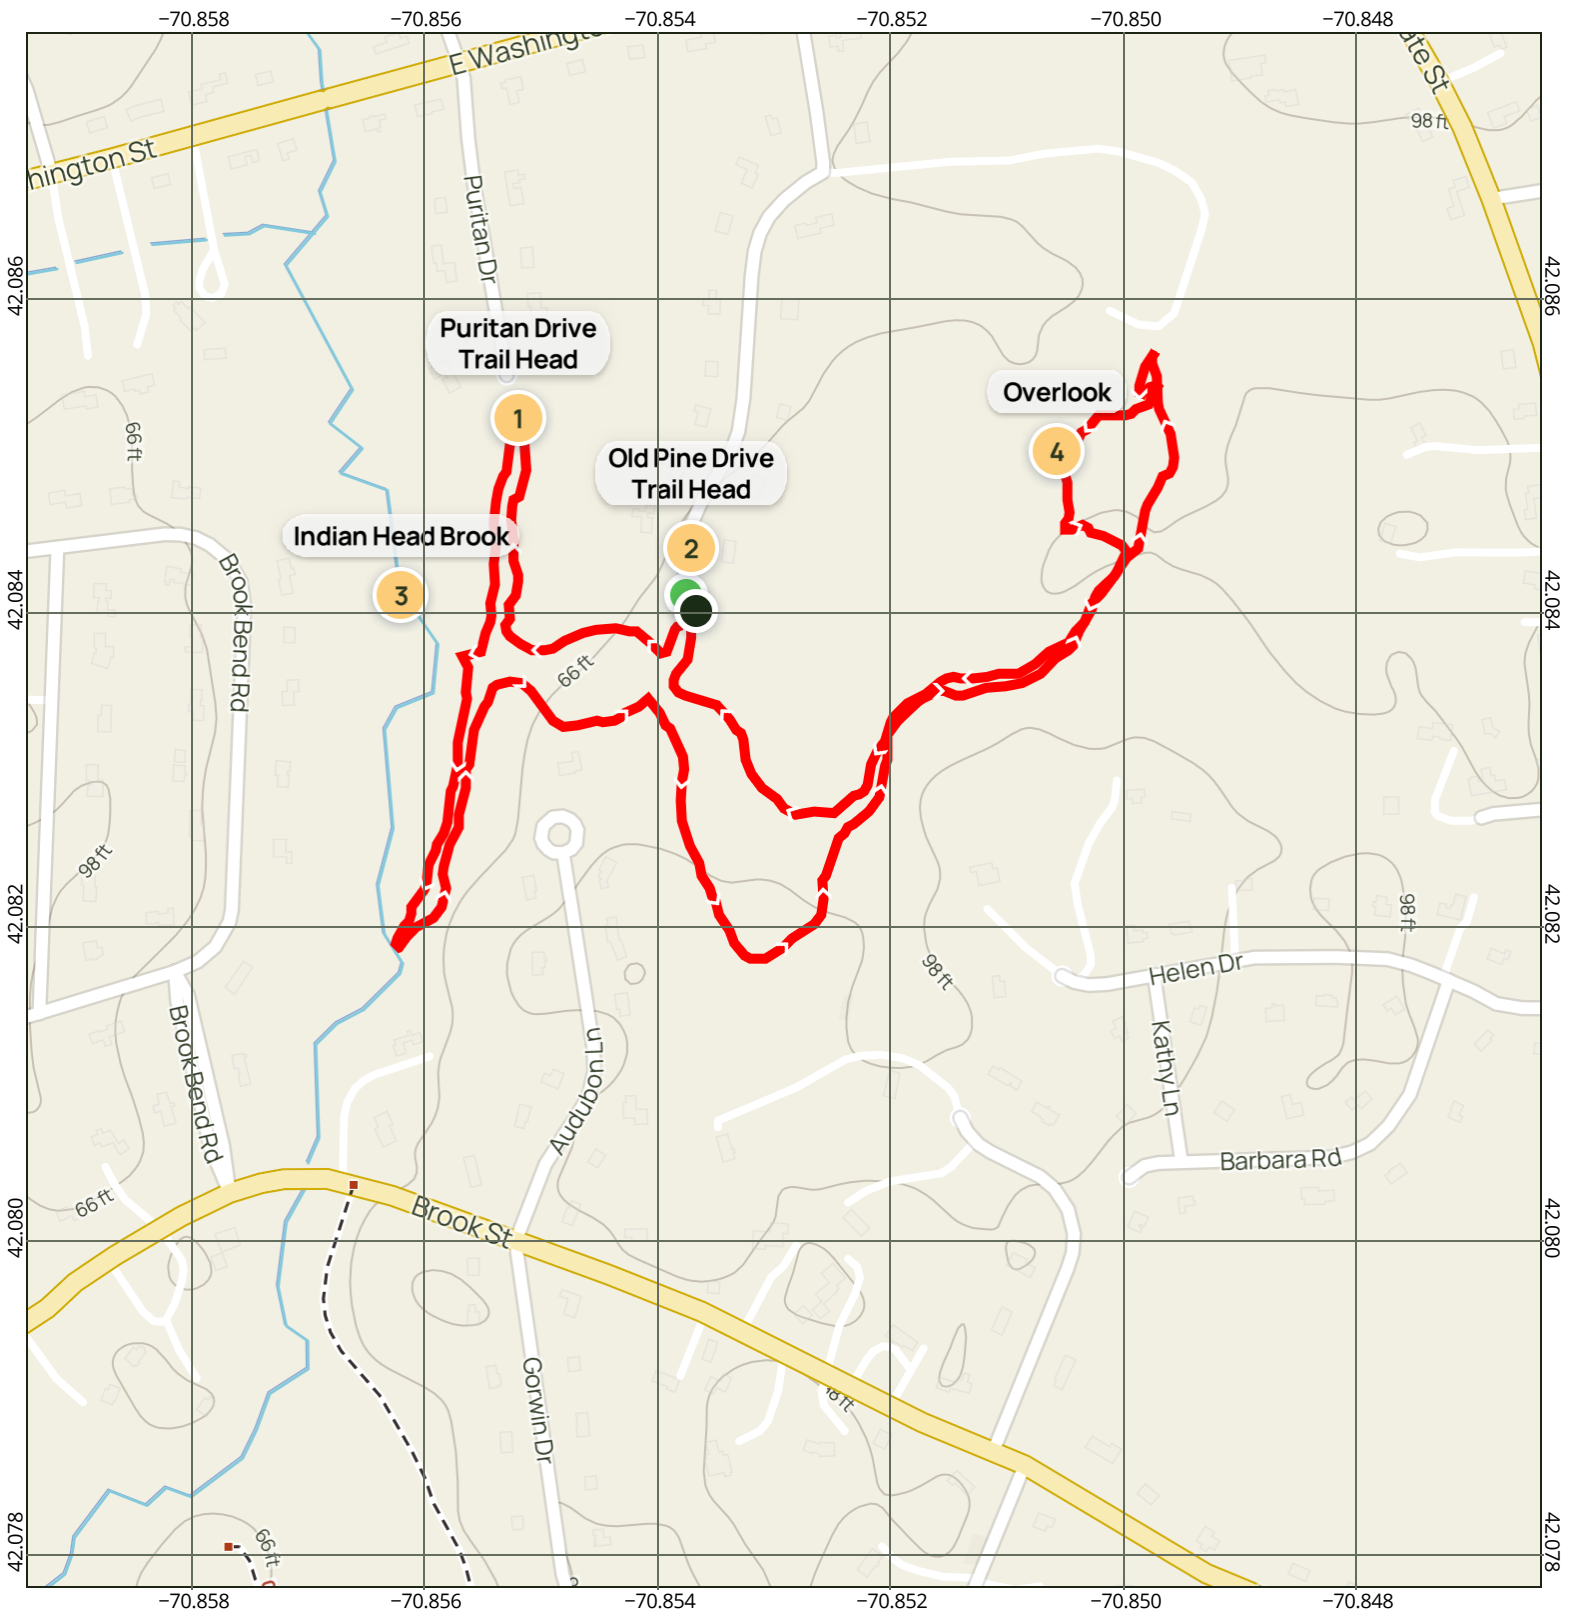 −70.858
−70.856
−70.854
−70.852
−70.850
−70.848
E Washingto
ate St
98 ft
hington St
Puritan Dr
42.086
42.086
Puritan Drive
Trail Head
1
Overlook
4
66 ft
Old Pine Drive
Trail Head
2
Indian Head Brook
3
42.084
42.084
Brook Bend Rd
66 ft
98 ft
42.082
42.082
98 ft
98 ft
Helen Dr
Brook Bend Rd
Audubon Ln
Kathy Ln
Barbara Rd
66 ft
Brook St
42.080
42.080
Gorwin Dr
42.078
42.078
66 ft
−70.858
−70.856
−70.854
−70.852
−70.850
−70.848